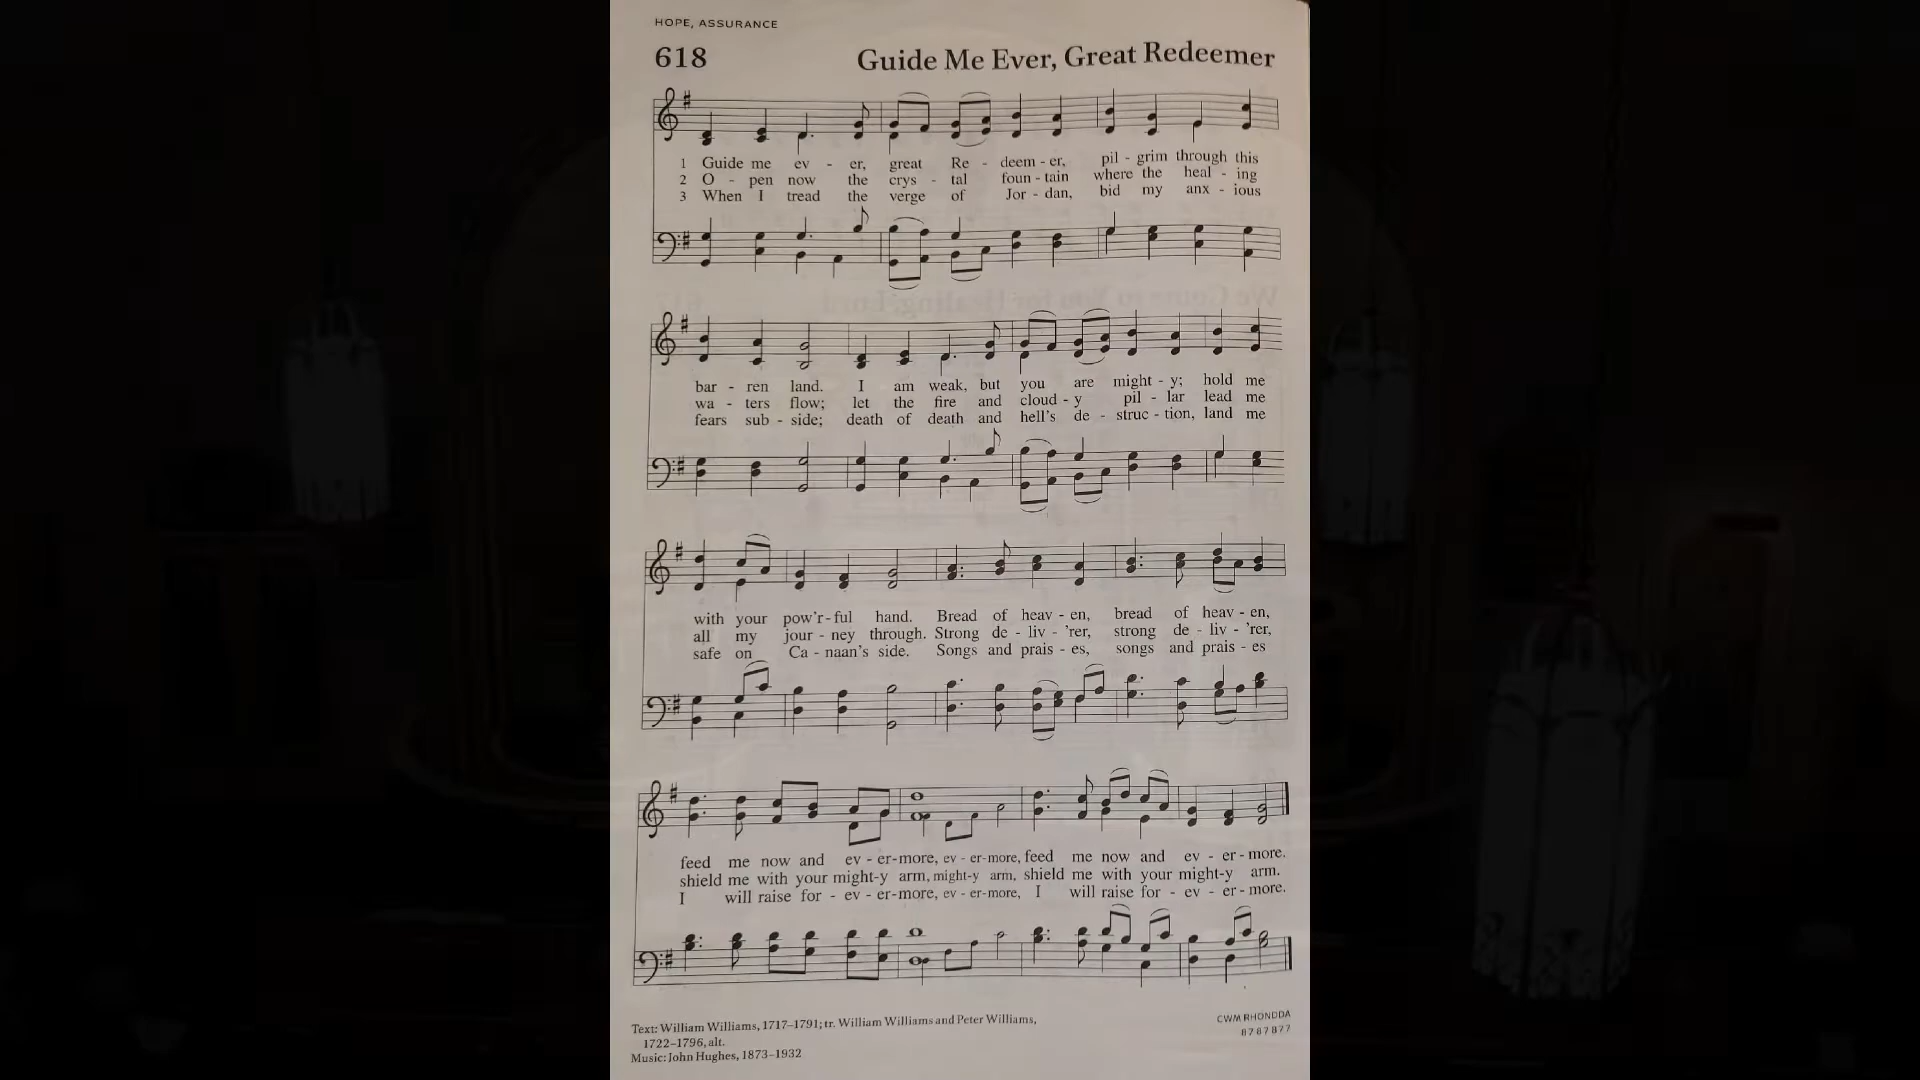 HOPE, ASSURANCE
618 Guide Me Ever, Great Redeemer
1 Guide me ev - er, great Re - deem - er, pil - grim through this
2 O - pen now the crys - tal foun - tain where the heal - ing
3 When I tread the verge of Jor - dan, bid my anx - ious
bar - ren land. I am weak, but you are might - y; hold me
wa - ters flow; let the fire and cloud - y pil - lar lead me
fears sub - side; death of death and hell's de - struc - tion, land me
with your pow'r - ful hand. Bread of heav - en, bread of heav - en,
all my jour - ney through. Strong de - liv - 'rer, strong de - liv - 'rer,
safe on Ca - naan's side. Songs and prais - es, songs and prais - es
feed me now and ev - er-more, ev - er-more, feed me now and ev - er - more.
shield me with your might-y arm, might-y arm, shield me with your might-y arm.
I will raise for - ev - er-more, ev - er-more, I will raise for - ev - er - more.
Text: William Williams, 1717–1791; tr. William Williams and Peter Williams,
1722–1796, alt.
Music: John Hughes, 1873–1932
CWM RHONDDA
8 7 8 7 8 7 7